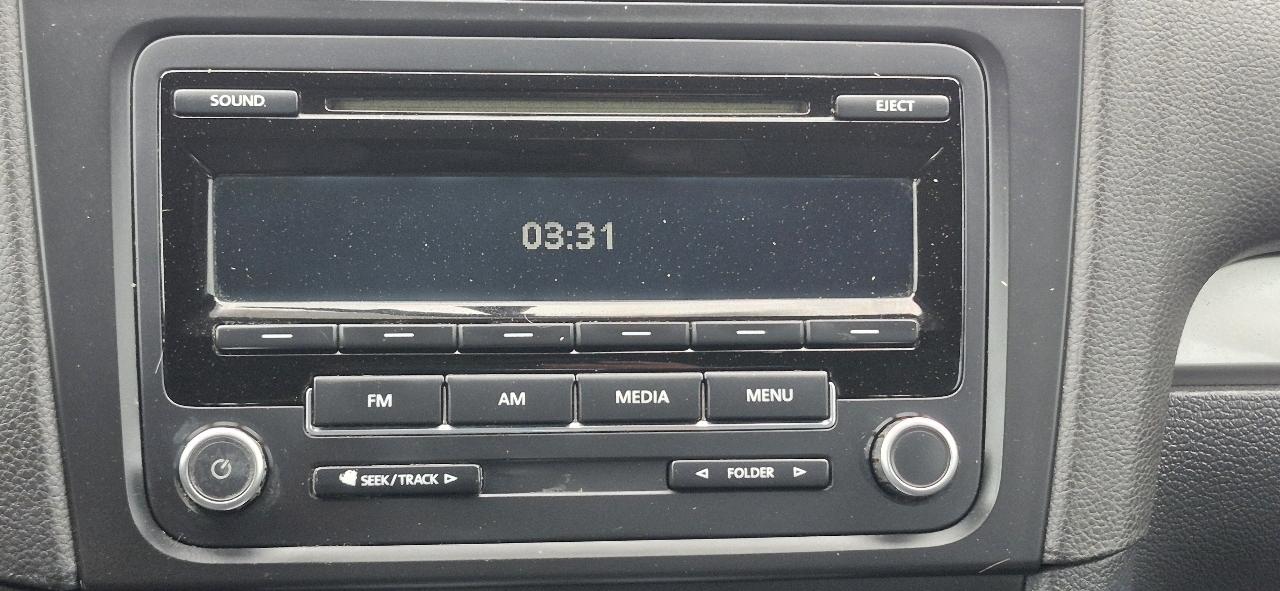 SOUND EJECT
03:31
FM AM MEDIA MENU
SEEK/TRACK FOLDER